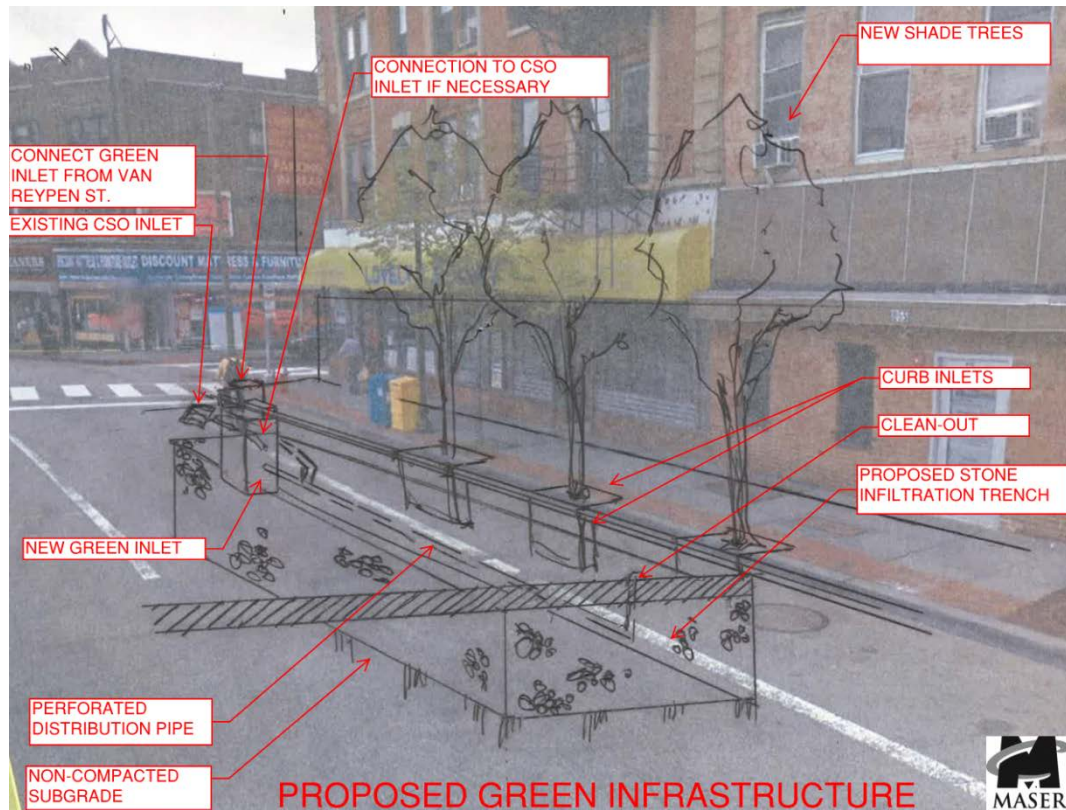 NEW SHADE TREES
CONNECTION TO CSO
INLET IF NECESSARY
CONNECT GREEN
INLET FROM VAN
REYPEN ST.
EXISTING CSO INLET
DISCOUNT MATTRESS & FURNITU
CURB INLETS
CLEAN-OUT
PROPOSED STONE
INFILTRATION TRENCH
NEW GREEN INLET
PERFORATED
DISTRIBUTION PIPE
NON-COMPACTED
SUBGRADE
PROPOSED GREEN INFRASTRUCTURE
M
MASER